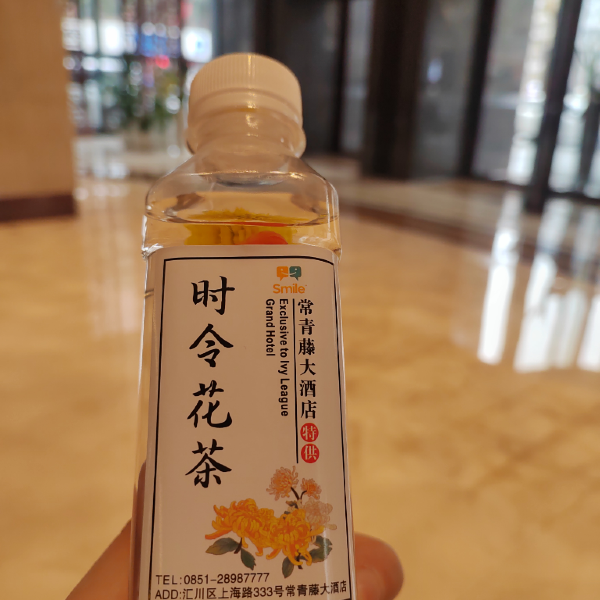 时令花茶
Smile
常青藤大酒店特供
Exclusive to Ivy League
Grand Hotel
TEL:0851-28987777
ADD:汇川区上海路333号常青藤大酒店